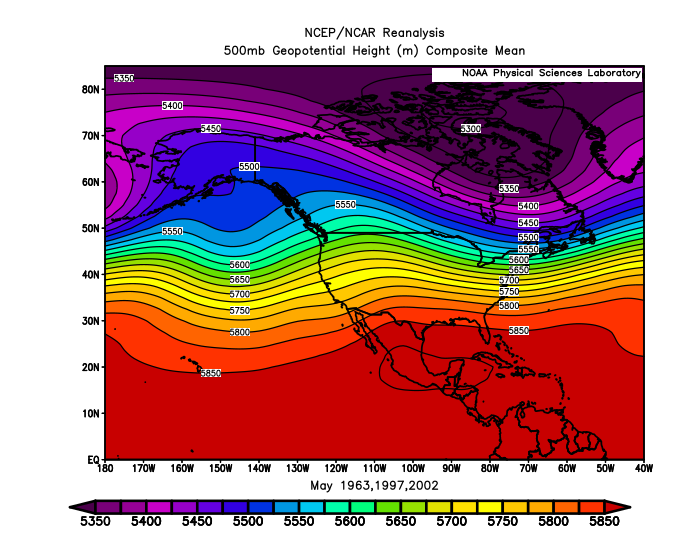 NCEP/NCAR Reanalysis
500mb Geopotential Height (m) Composite Mean
NOAA Physical Sciences Laboratory
80N
70N
60N
50N
40N
30N
20N
10N
EQ
5350
5400
5450
5300
5500
5350
5550
5400
5450
5550
5500
5550
5600
5600
5650
5650
5700
5700
5750
5750
5800
5800
5850
5850
180 170W 160W 150W 140W 130W 120W 110W 100W 90W 80W 70W 60W 50W 40W
May 1963,1997,2002
5350 5400 5450 5500 5550 5600 5650 5700 5750 5800 5850